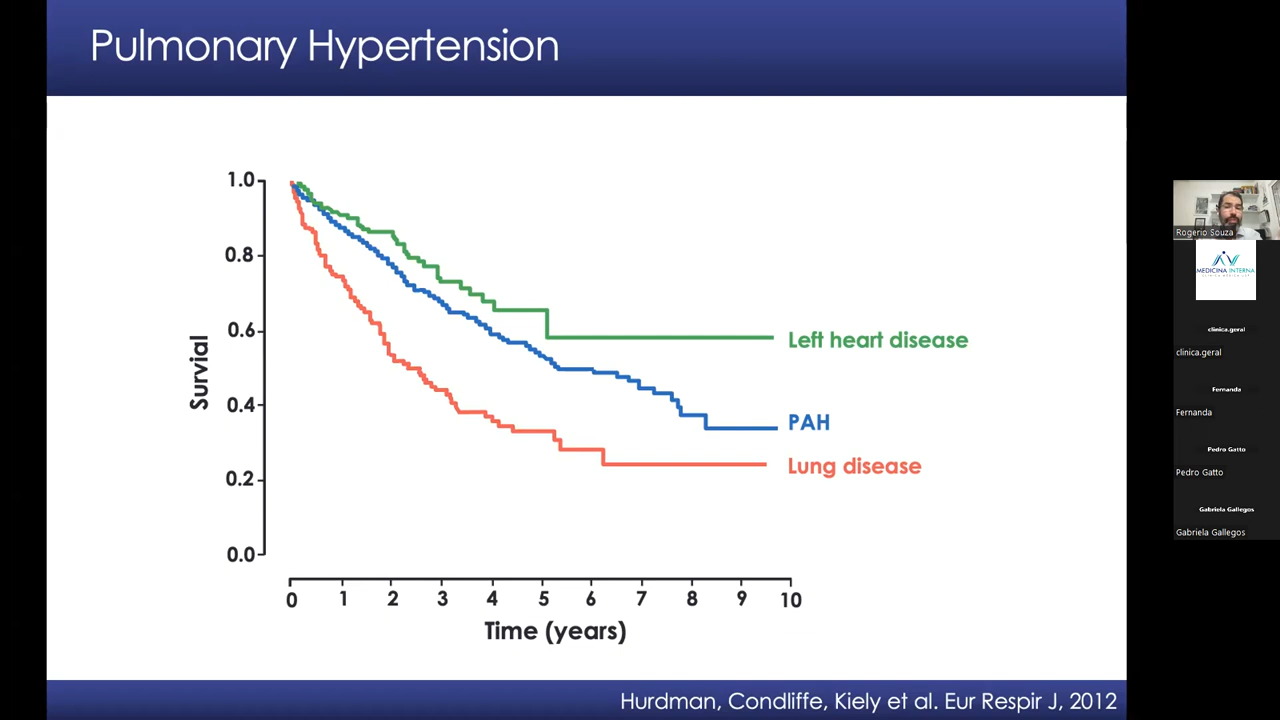 Pulmonary Hypertension
1.0
0.8
0.6
0.4
0.2
0.0
Survial
Left heart disease
PAH
Lung disease
0 1 2 3 4 5 6 7 8 9 10
Time (years)
Hurdman, Condliffe, Kiely et al. Eur Respir J, 2012
Rogerio Souza
MEDICINA INTERNA
clinica.geral
clinica.geral
Fernanda
Fernanda
Pedro Gatto
Pedro Gatto
Gabriela Gallegos
Gabriela Gallegos